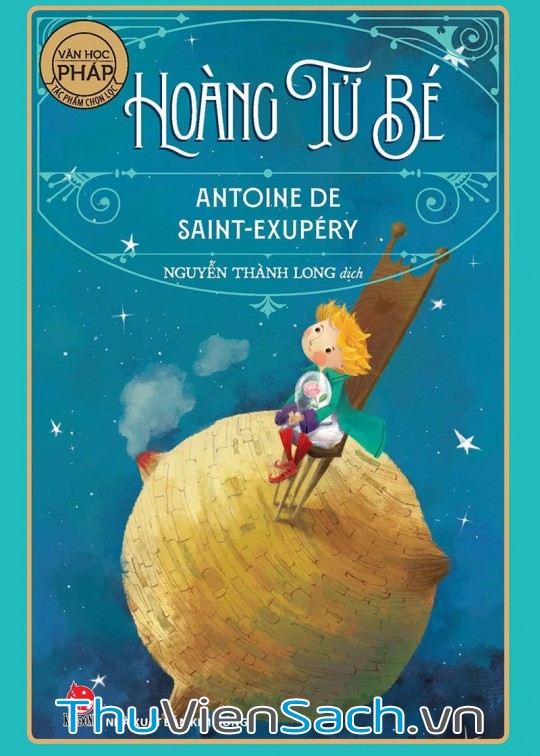 VĂN HỌC
PHÁP
TÁC PHẨM CHỌN LỌC
HOÀNG TỬ BÉ
ANTOINE DE
SAINT-EXUPÉRY
NGUYỄN THÀNH LONG dịch
ThuVienSach.vn